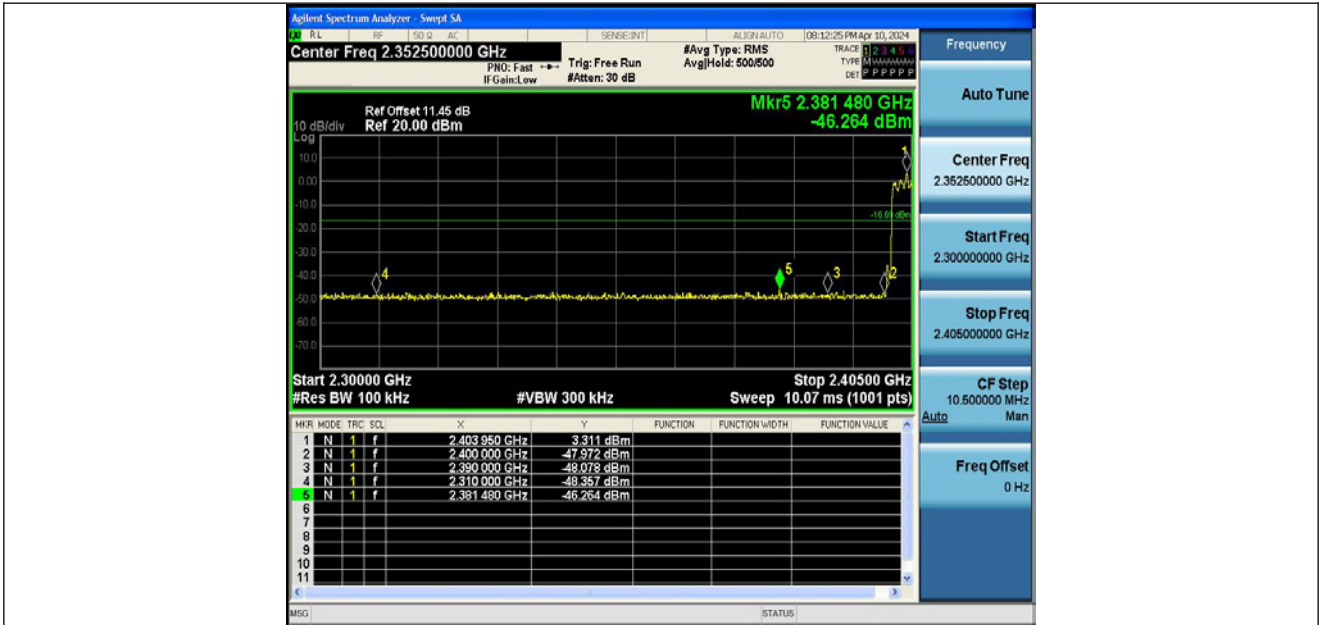 Agilent Spectrum Analyzer - Swept SA
RL RF 50 Ω AC SENSE:INT ALIGNAUTO 08:12:25 PM Apr 10, 2024
Center Freq 2.352500000 GHz
PNO: Fast
IFGain:Low
Trig: Free Run
#Atten: 30 dB
#Avg Type: RMS
Avg|Hold: 500/500
TRACE 1 2 3 4 5 6
TYPE M
DET P P P P P P
Mkr5 2.381 480 GHz
-46.264 dBm
Ref Offset 11.45 dB
10 dB/div Ref 20.00 dBm
Log
10.0
0.00
-10.0
-20.0
-30.0
-40.0
-50.0
-60.0
-70.0
1
4
5
3
2
Start 2.30000 GHz Stop 2.40500 GHz
#Res BW 100 kHz #VBW 300 kHz Sweep 10.07 ms (1001 pts)
MKR MODE TRC SCL X Y FUNCTION FUNCTION WIDTH FUNCTION VALUE
1 N 1 f 2.403 950 GHz 3.311 dBm
2 N 1 f 2.400 000 GHz -47.972 dBm
3 N 1 f 2.390 000 GHz -48.078 dBm
4 N 1 f 2.310 000 GHz -48.357 dBm
5 N 1 f 2.381 480 GHz -46.264 dBm
6
7
8
9
10
11
MSG STATUS
Frequency
Auto Tune
Center Freq
2.352500000 GHz
Start Freq
2.300000000 GHz
Stop Freq
2.405000000 GHz
CF Step
10.500000 MHz
Auto Man
Freq Offset
0 Hz